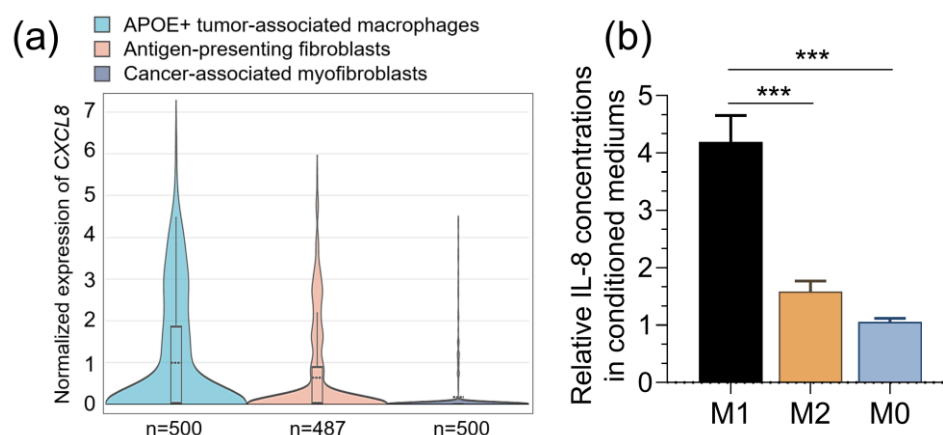 (a)
APOE+ tumor-associated macrophages
Antigen-presenting fibroblasts
Cancer-associated myofibroblasts
Normalized expression of CXCL8
7
6
5
4
3
2
1
0
n=500
n=487
n=500
(b)
Relative IL-8 concentrations
in conditioned mediums
***
***
5
4
3
2
1
0
M1
M2
M0